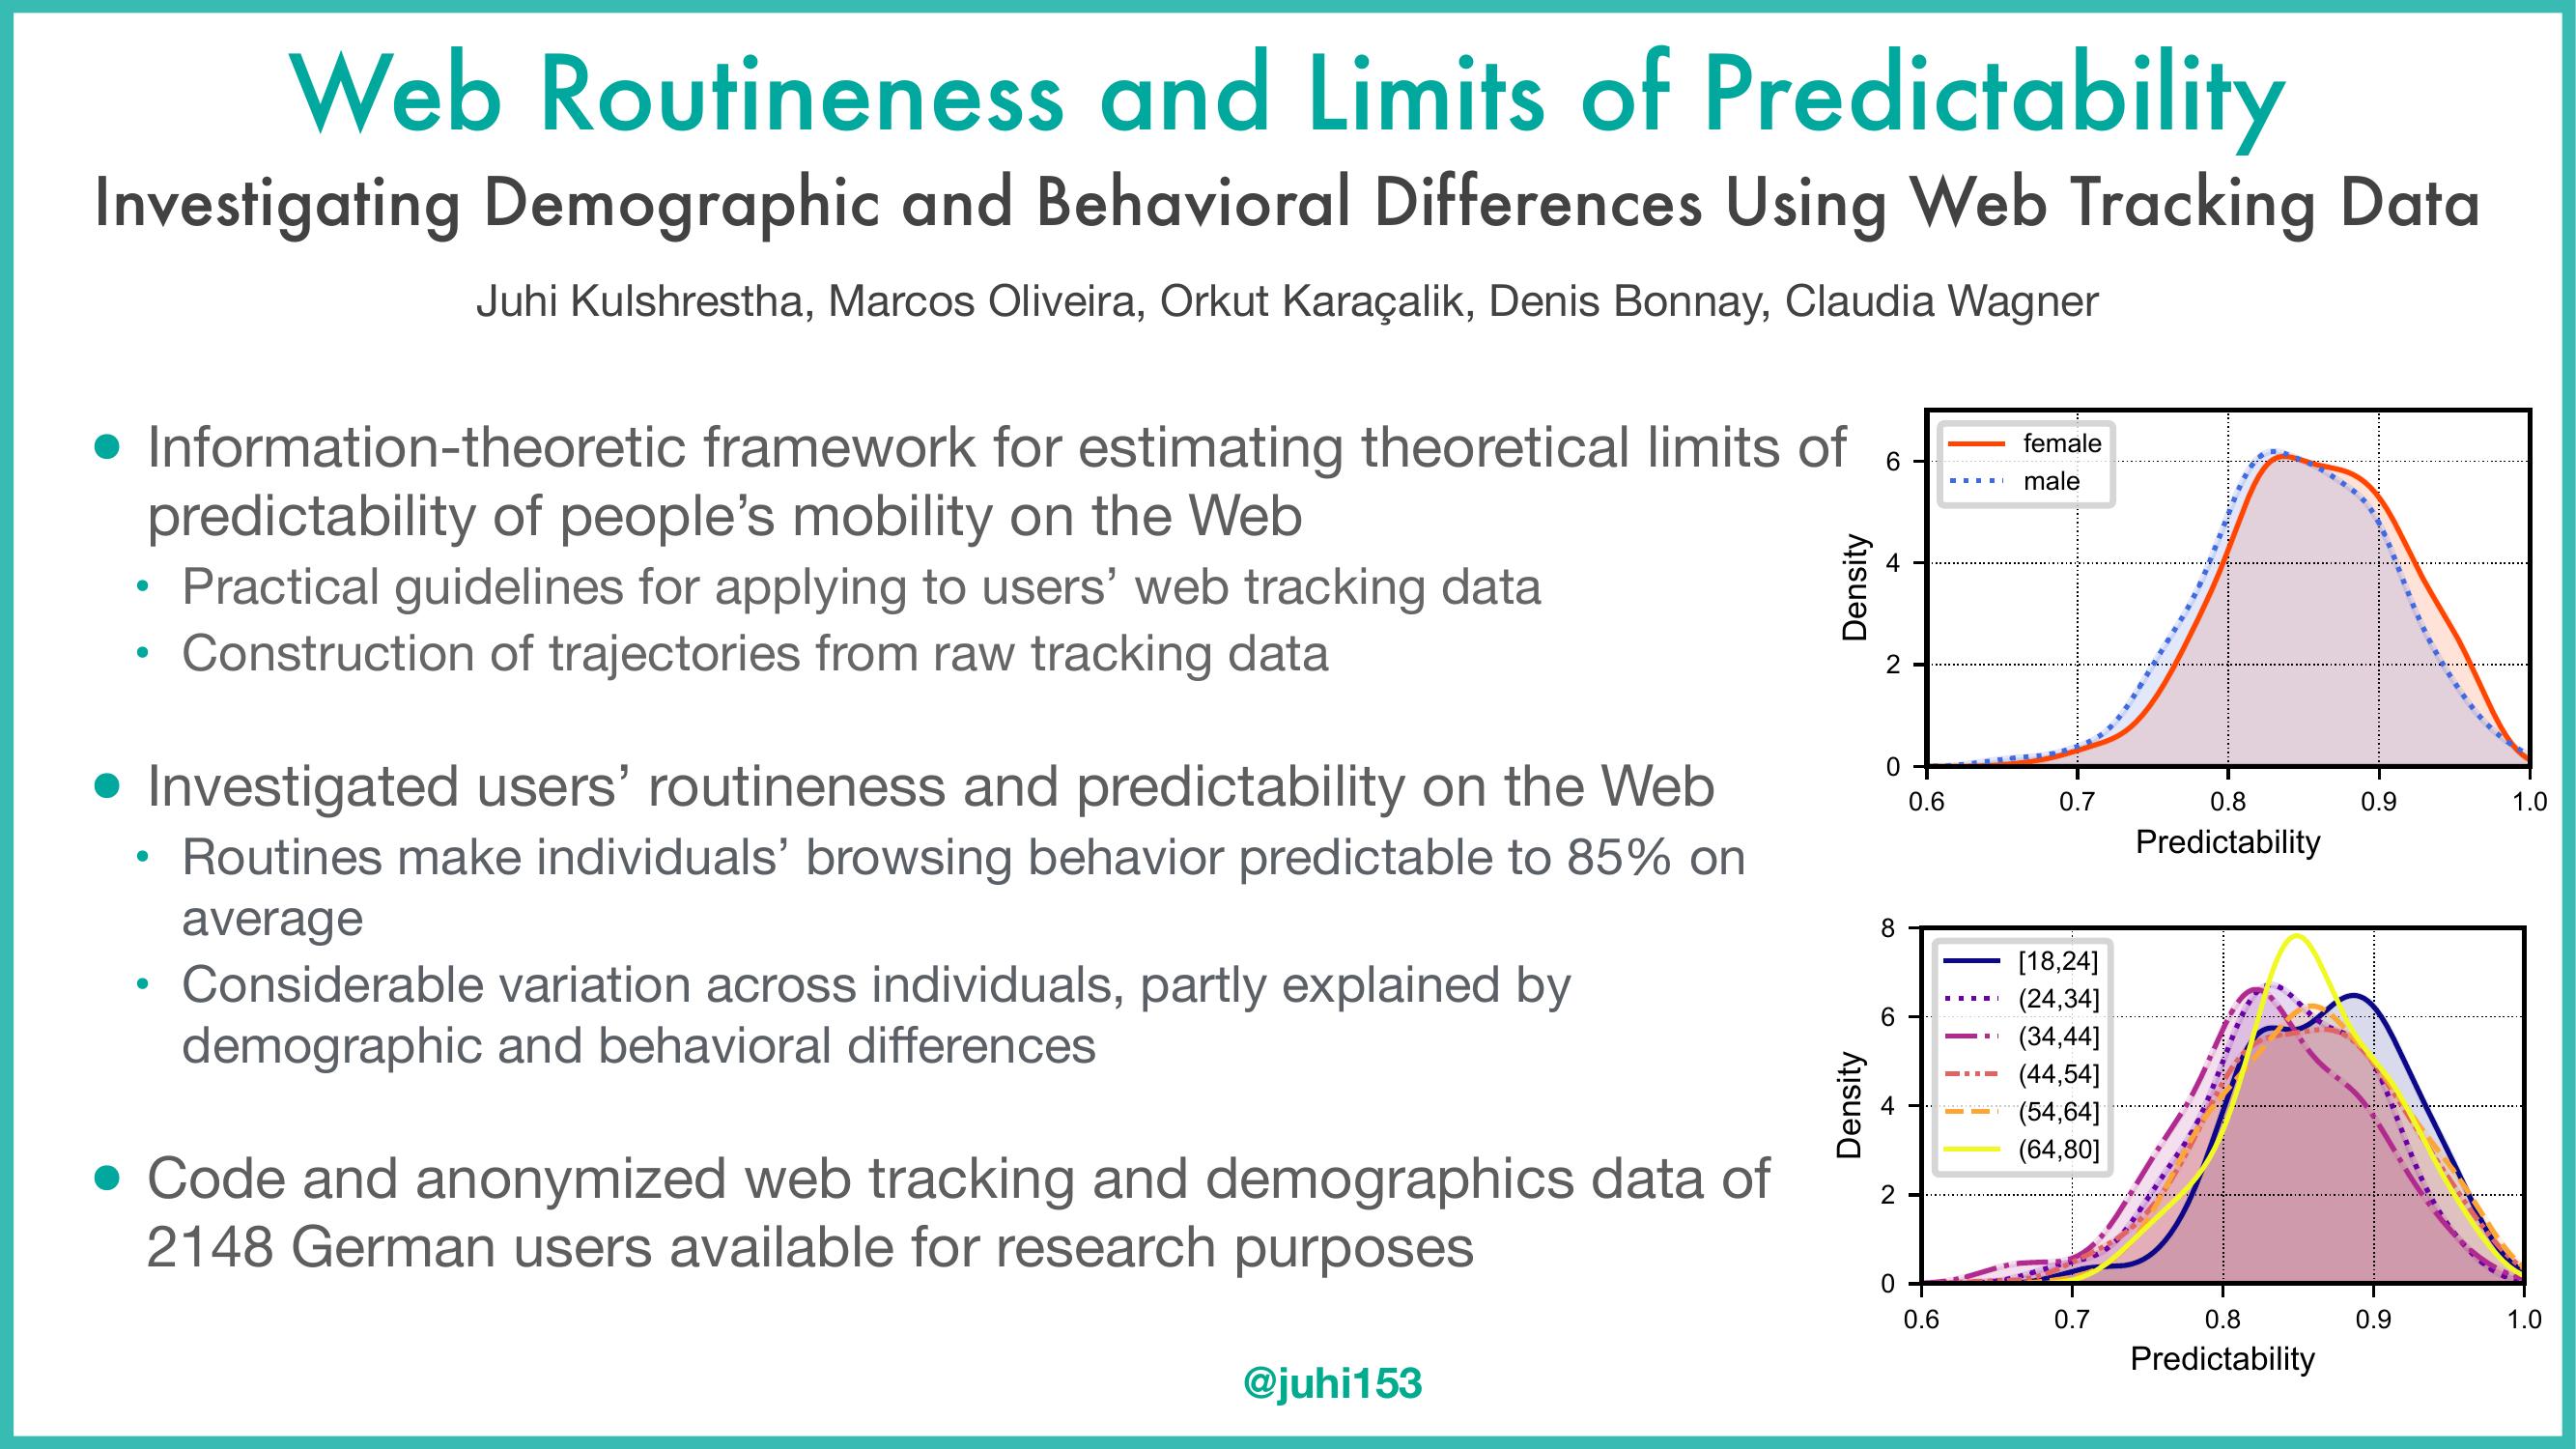 Web Routineness and Limits of Predictability
Investigating Demographic and Behavioral Differences Using Web Tracking Data
Juhi Kulshrestha, Marcos Oliveira, Orkut Karaçalik, Denis Bonnay, Claudia Wagner
• Information-theoretic framework for estimating theoretical limits of
predictability of people’s mobility on the Web
• Practical guidelines for applying to users’ web tracking data
• Construction of trajectories from raw tracking data
• Investigated users’ routineness and predictability on the Web
• Routines make individuals’ browsing behavior predictable to 85% on
average
• Considerable variation across individuals, partly explained by
demographic and behavioral differences
• Code and anonymized web tracking and demographics data of
2148 German users available for research purposes
@juhi153
female
male
6
4
2
0
Density
0.6 0.7 0.8 0.9 1.0
Predictability
[18,24]
(24,34]
(34,44]
(44,54]
(54,64]
(64,80]
8
6
4
2
0
Density
0.6 0.7 0.8 0.9 1.0
Predictability